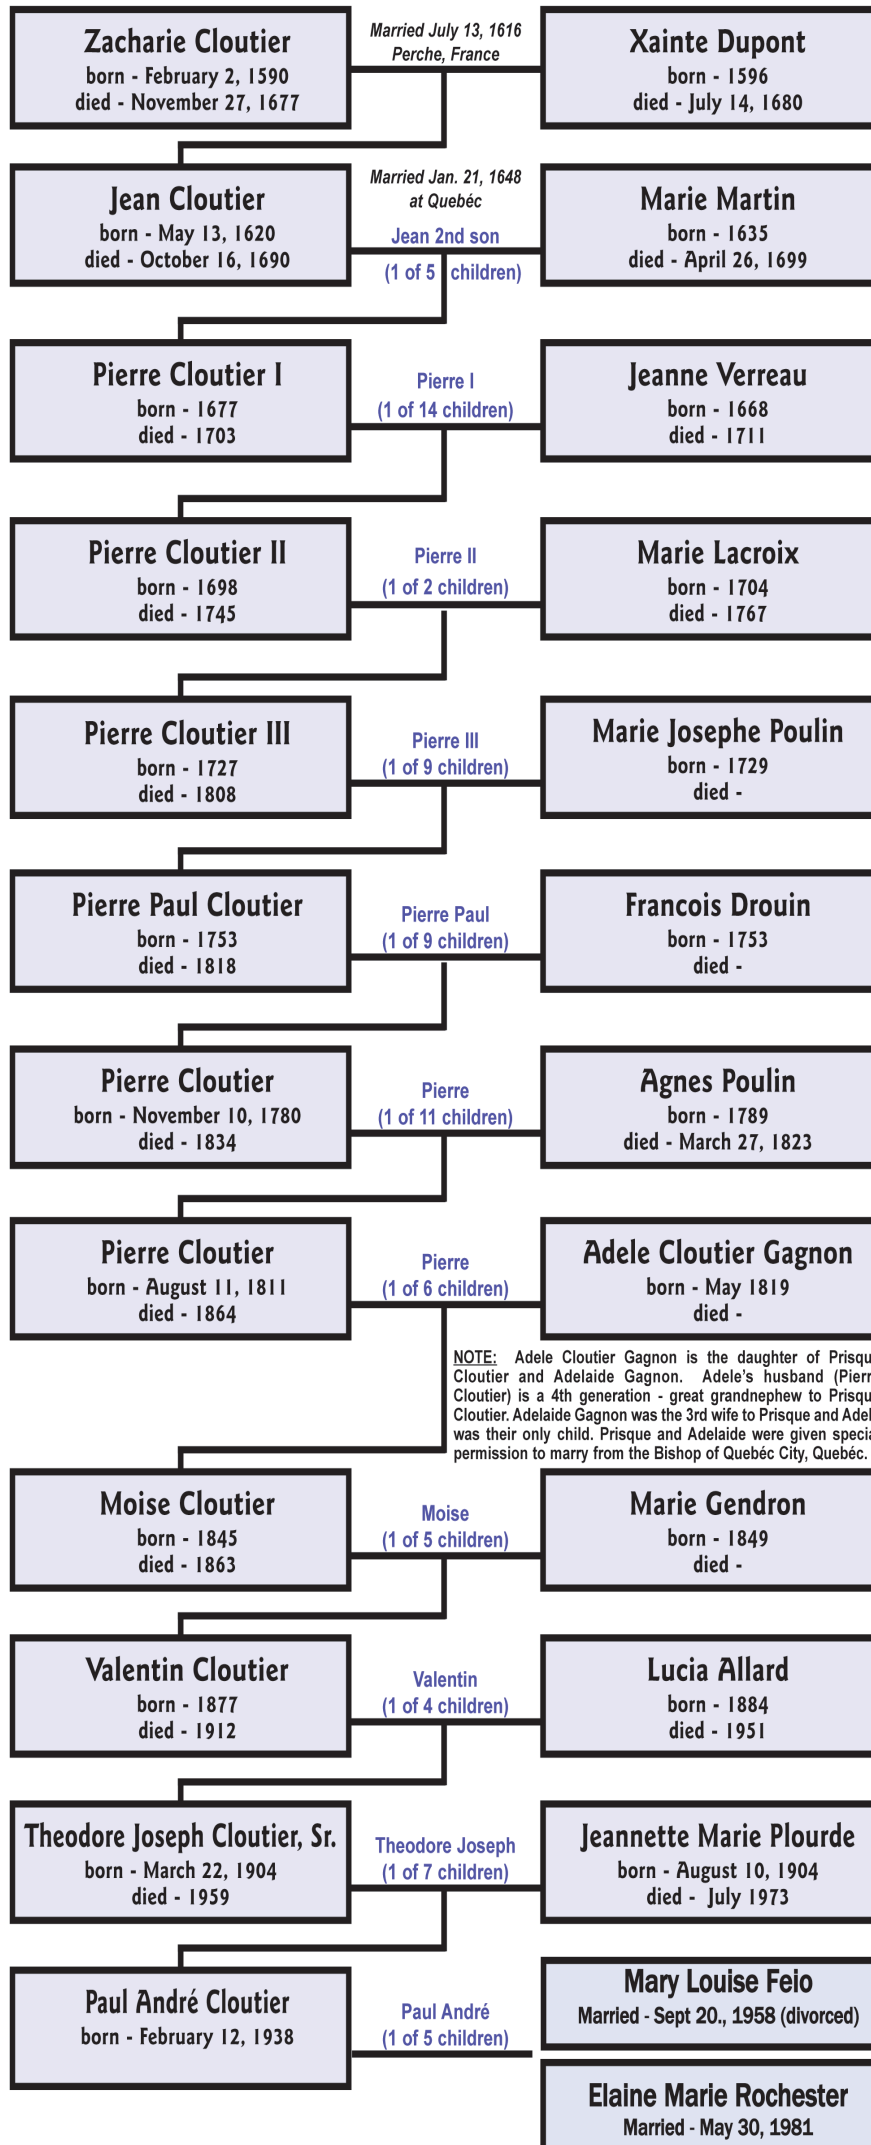 Zacharie Cloutier
born - February 2, 1590
died - November 27, 1677
Married July 13, 1616
Perche, France
Xainte Dupont
born - 1596
died - July 14, 1680
Jean Cloutier
born - May 13, 1620
died - October 16, 1690
Married Jan. 21, 1648
at Quebéc
Jean 2nd son
(1 of 5 children)
Marie Martin
born - 1635
died - April 26, 1699
Pierre Cloutier I
born - 1677
died - 1703
Pierre I
(1 of 14 children)
Jeanne Verreau
born - 1668
died - 1711
Pierre Cloutier II
born - 1698
died - 1745
Pierre II
(1 of 2 children)
Marie Lacroix
born - 1704
died - 1767
Pierre Cloutier III
born - 1727
died - 1808
Pierre III
(1 of 9 children)
Marie Josephe Poulin
born - 1729
died -
Pierre Paul Cloutier
born - 1753
died - 1818
Pierre Paul
(1 of 9 children)
Francois Drouin
born - 1753
died -
Pierre Cloutier
born - November 10, 1780
died - 1834
Pierre
(1 of 11 children)
Agnes Poulin
born - 1789
died - March 27, 1823
Pierre Cloutier
born - August 11, 1811
died - 1864
Pierre
(1 of 6 children)
Adele Cloutier Gagnon
born - May 1819
died -
NOTE: Adele Cloutier Gagnon is the daughter of Prisqu
Cloutier and Adelaide Gagnon. Adele's husband (Pierr
Cloutier) is a 4th generation - great grandnephew to Prisqu
Cloutier. Adelaide Gagnon was the 3rd wife to Prisque and Adel
was their only child. Prisque and Adelaide were given specia
permission to marry from the Bishop of Quebéc City, Quebéc.
Moise Cloutier
born - 1845
died - 1863
Moise
(1 of 5 children)
Marie Gendron
born - 1849
died -
Valentin Cloutier
born - 1877
died - 1912
Valentin
(1 of 4 children)
Lucia Allard
born - 1884
died - 1951
Theodore Joseph Cloutier, Sr.
born - March 22, 1904
died - 1959
Theodore Joseph
(1 of 7 children)
Jeannette Marie Plourde
born - August 10, 1904
died - July 1973
Paul André Cloutier
born - February 12, 1938
Paul André
(1 of 5 children)
Mary Louise Feio
Married - Sept 20., 1958 (divorced)
Elaine Marie Rochester
Married - May 30, 1981